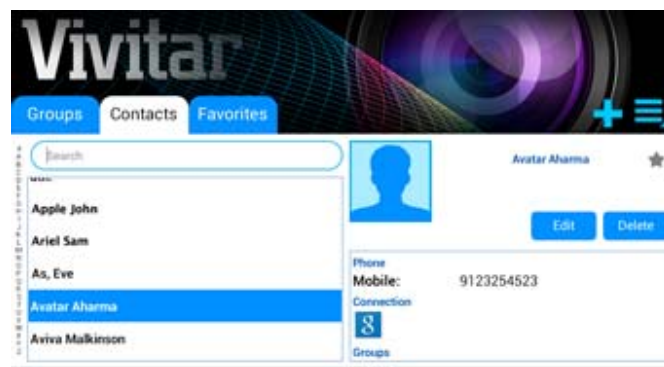 Vivitar
Groups Contacts Favorites
Search
Apple John
Ariel Sam
As, Eve
Avatar Aharma
Aviva Malkinson
Avatar Aharma
Edit Delete
Phone
Mobile: 9123254523
Connection
8
Groups